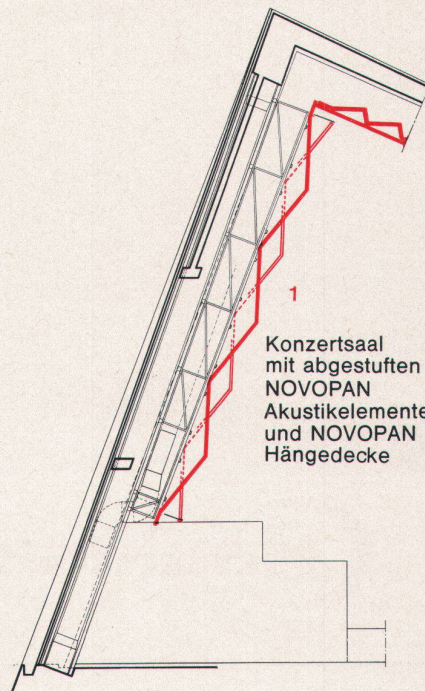 1
Konzertsaal
mit abgestuften
NOVOPAN
Akustikelemente
und NOVOPAN
Hängedecke